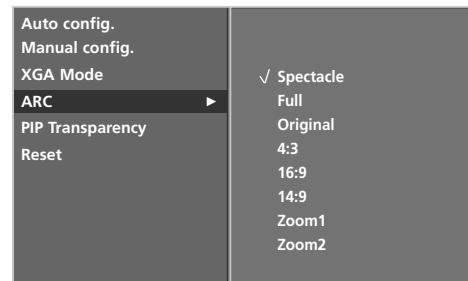 Auto config.
Manual config.
XGA Mode
ARC ►
PIP Transparency
Reset
✓ Spectacle
Full
Original
4:3
16:9
14:9
Zoom1
Zoom2